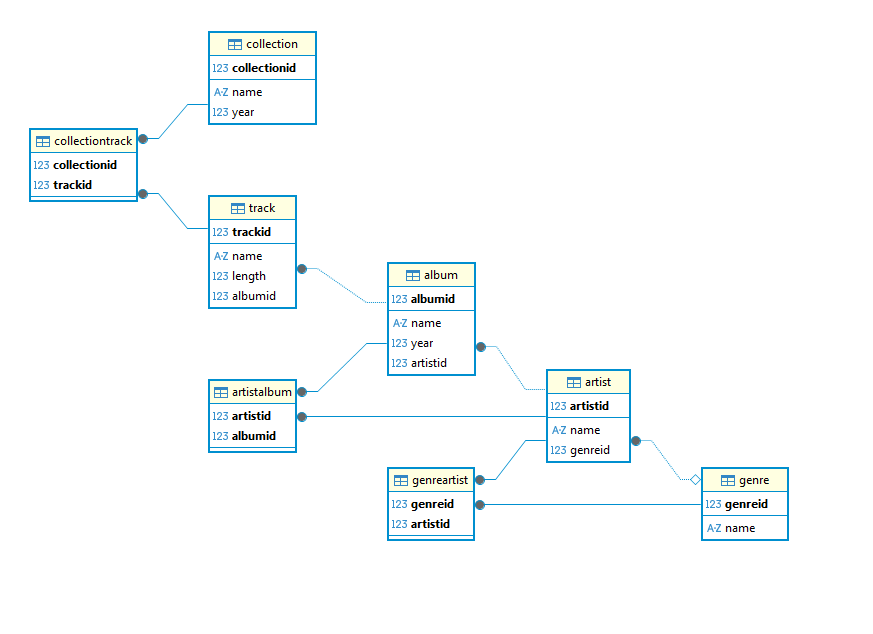 collection
123 collectionid
A-Z name
123 year
collectiontrack
123 collectionid
123 trackid
track
123 trackid
A-Z name
123 length
123 albumid
album
123 albumid
A-Z name
123 year
123 artistid
artistalbum
123 artistid
123 albumid
artist
123 artistid
A-Z name
123 genreid
genreartist
123 genreid
123 artistid
genre
123 genreid
A-Z name